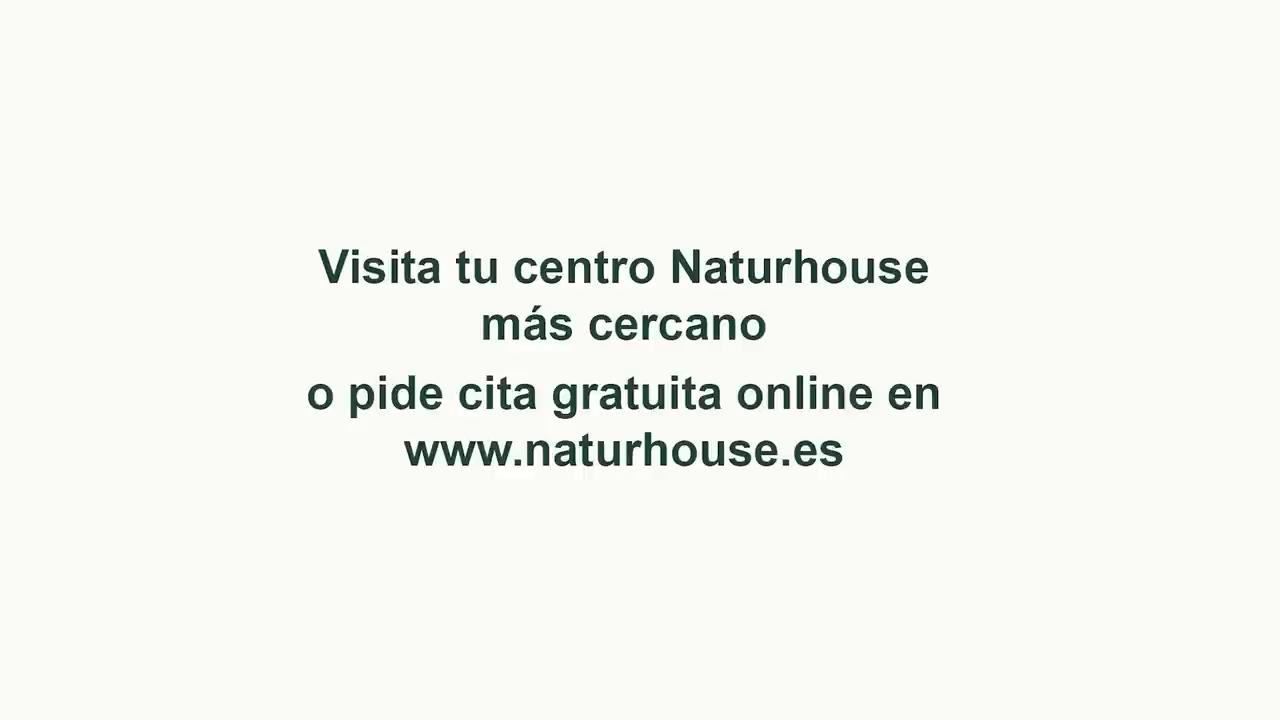 Visita tu centro Naturhouse
más cercano
o pide cita gratuita online en
www.naturhouse.es